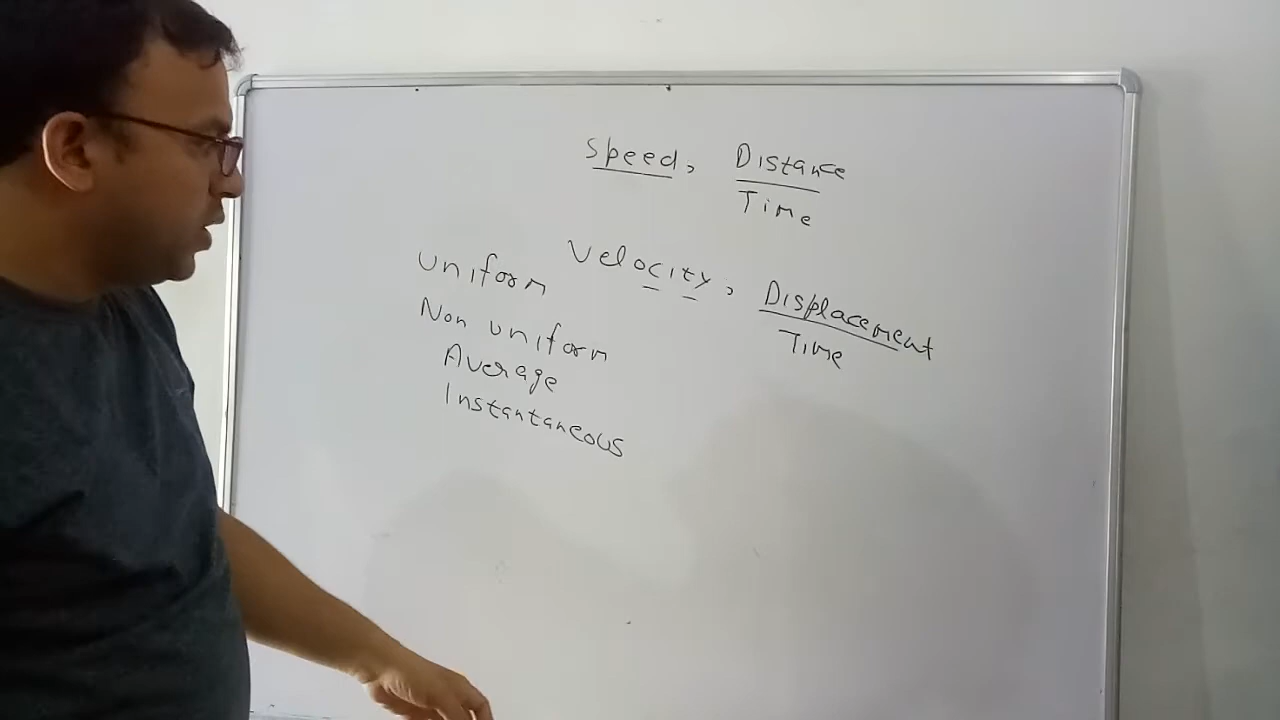 Speed, Distance
Time
Velocity, Displacement
Time
Uniform
Non uniform
Average
Instantaneous